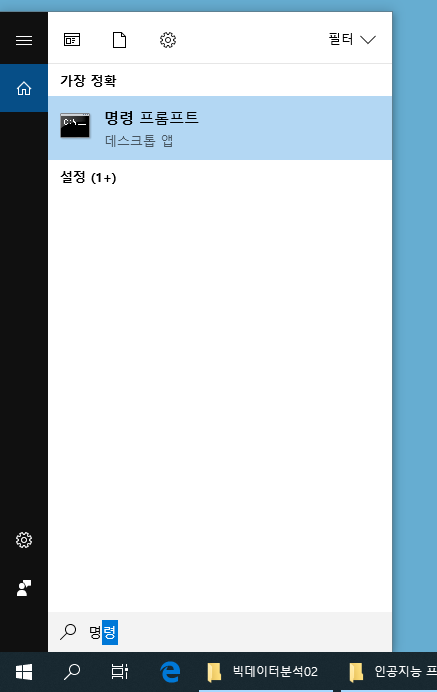 필터
가장 정확
명령 프롬프트
데스크톱 앱
설정 (1+)
명령
빅데이터분석02
인공지능 프